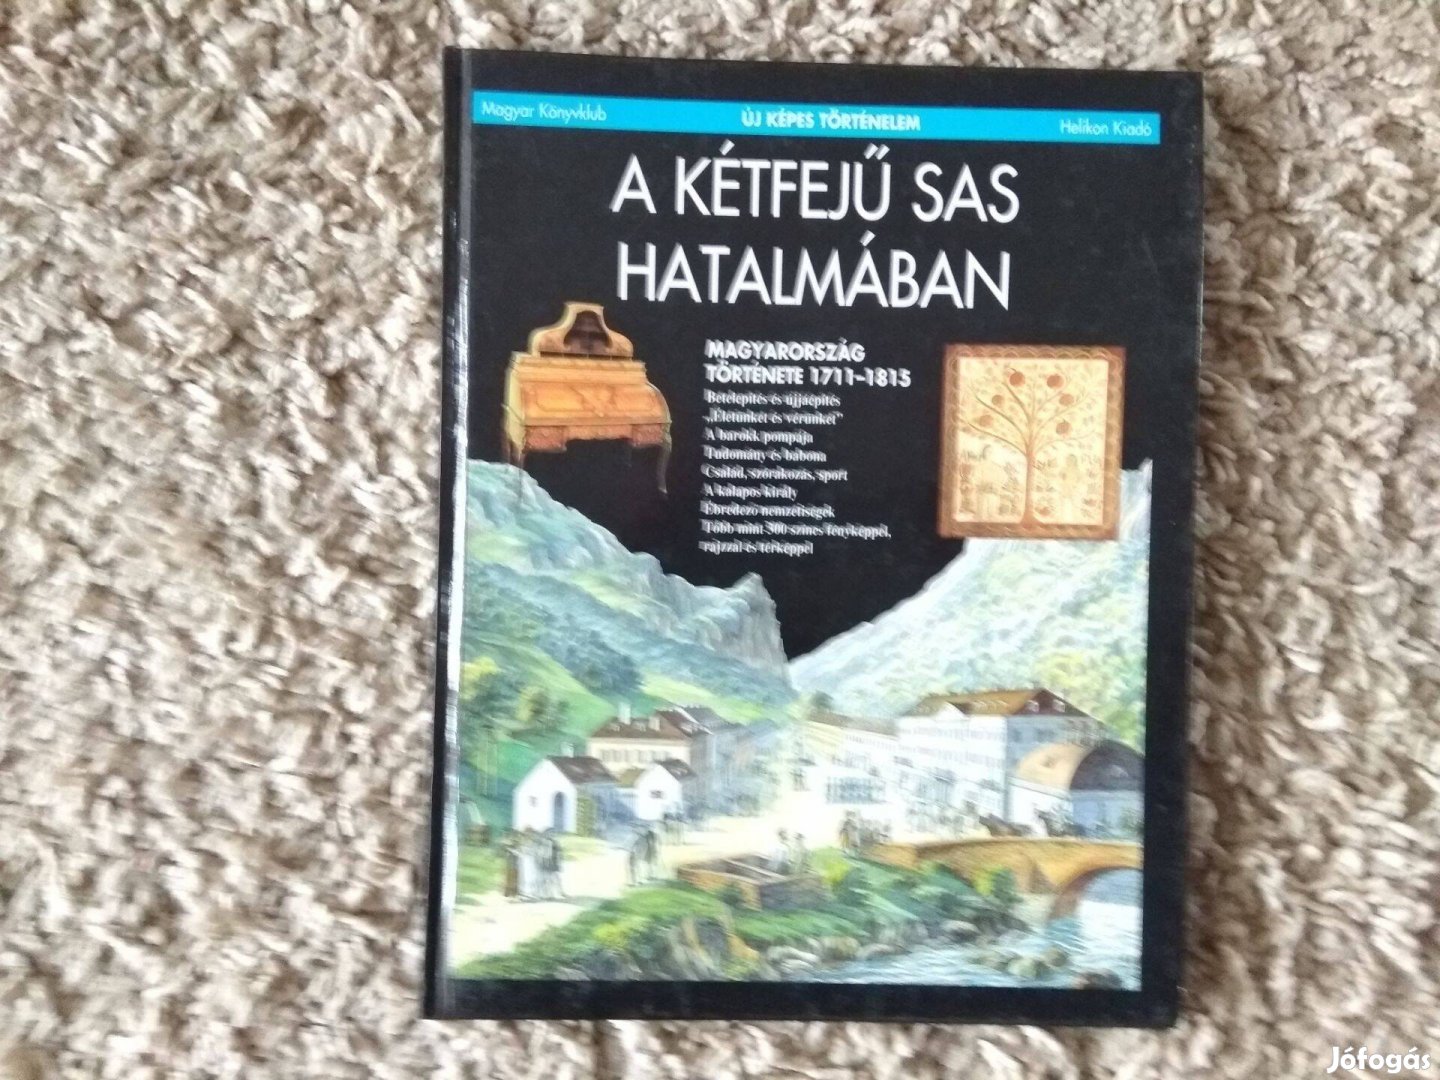 Magyar Könyvklub
ÚJ KÉPES TÖRTÉNELEM
Helikon Kiadó
A KÉTFEJŰ SAS
HATALMÁBAN
MAGYARORSZÁG
TÖRTÉNETE 1711–1815
Betelepítés és újjáépítés
„Életünket és vérünket”
A barokk pompája
Tudomány és babona
Család, szórakozás, sport
A kalapos király
Ébredező nemzetiségek
Több mint 300 színes fényképpel,
rajzzal és térképpel
Jófogás